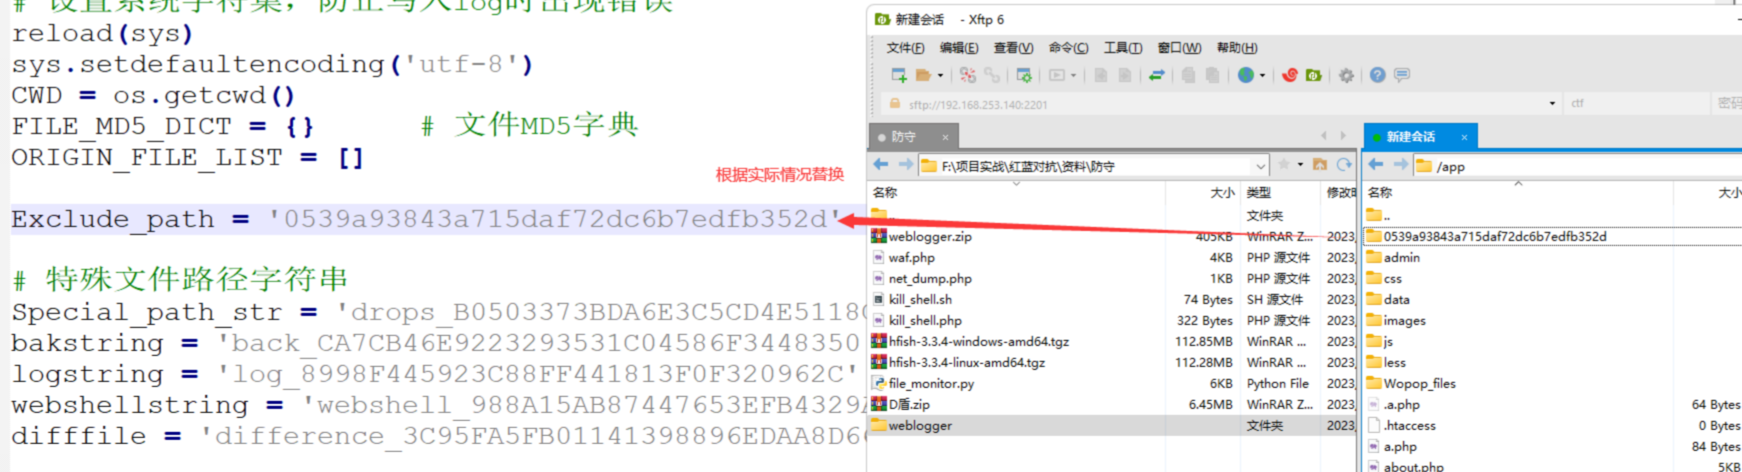 # 设置系统字符集，防止写入log时出现错误
reload(sys)
sys.setdefaultencoding('utf-8')
CWD = os.getcwd()
FILE_MD5_DICT = {}      # 文件MD5字典
ORIGIN_FILE_LIST = []
根据实际情况替换
Exclude_path = '0539a93843a715daf72dc6b7edfb352d'
# 特殊文件路径字符串
Special_path_str = 'drops_B0503373BDA6E3C5CD4E5118
bakstring = 'back_CA7CB46E9223293531C04586F3448350
logstring = 'log_8998F445923C88FF441813F0F320962C'
webshellstring = 'webshell_988A15AB87447653EFB4329
difffile = 'difference_3C95FA5FB01141398896EDAA8D6
新建会话 - Xftp 6
文件(F) 编辑(E) 查看(V) 命令(C) 工具(T) 窗口(W) 帮助(H)
sftp://192.168.253.140:2201 ctf 密码
防守 ×
F:\项目实战\红蓝对抗\资料\防守
名称 大小 类型 修改时
.. 文件夹
weblogger.zip 405KB WinRAR Z... 2023,
waf.php 4KB PHP 源文件 2023,
net_dump.php 1KB PHP 源文件 2023,
kill_shell.sh 74 Bytes SH 源文件 2023,
kill_shell.php 322 Bytes PHP 源文件 2023,
hfish-3.3.4-windows-amd64.tgz 112.85MB WinRAR ... 2023,
hfish-3.3.4-linux-amd64.tgz 112.28MB WinRAR ... 2023,
file_monitor.py 6KB Python File 2023,
D盾.zip 6.45MB WinRAR Z... 2023,
weblogger 文件夹 2023,
新建会话 ×
/app
名称 大小
..
0539a93843a715daf72dc6b7edfb352d
admin
css
data
images
js
less
Wopop_files
.a.php 64 Bytes
.htaccess 0 Bytes
a.php 84 Bytes
about.php 5KB